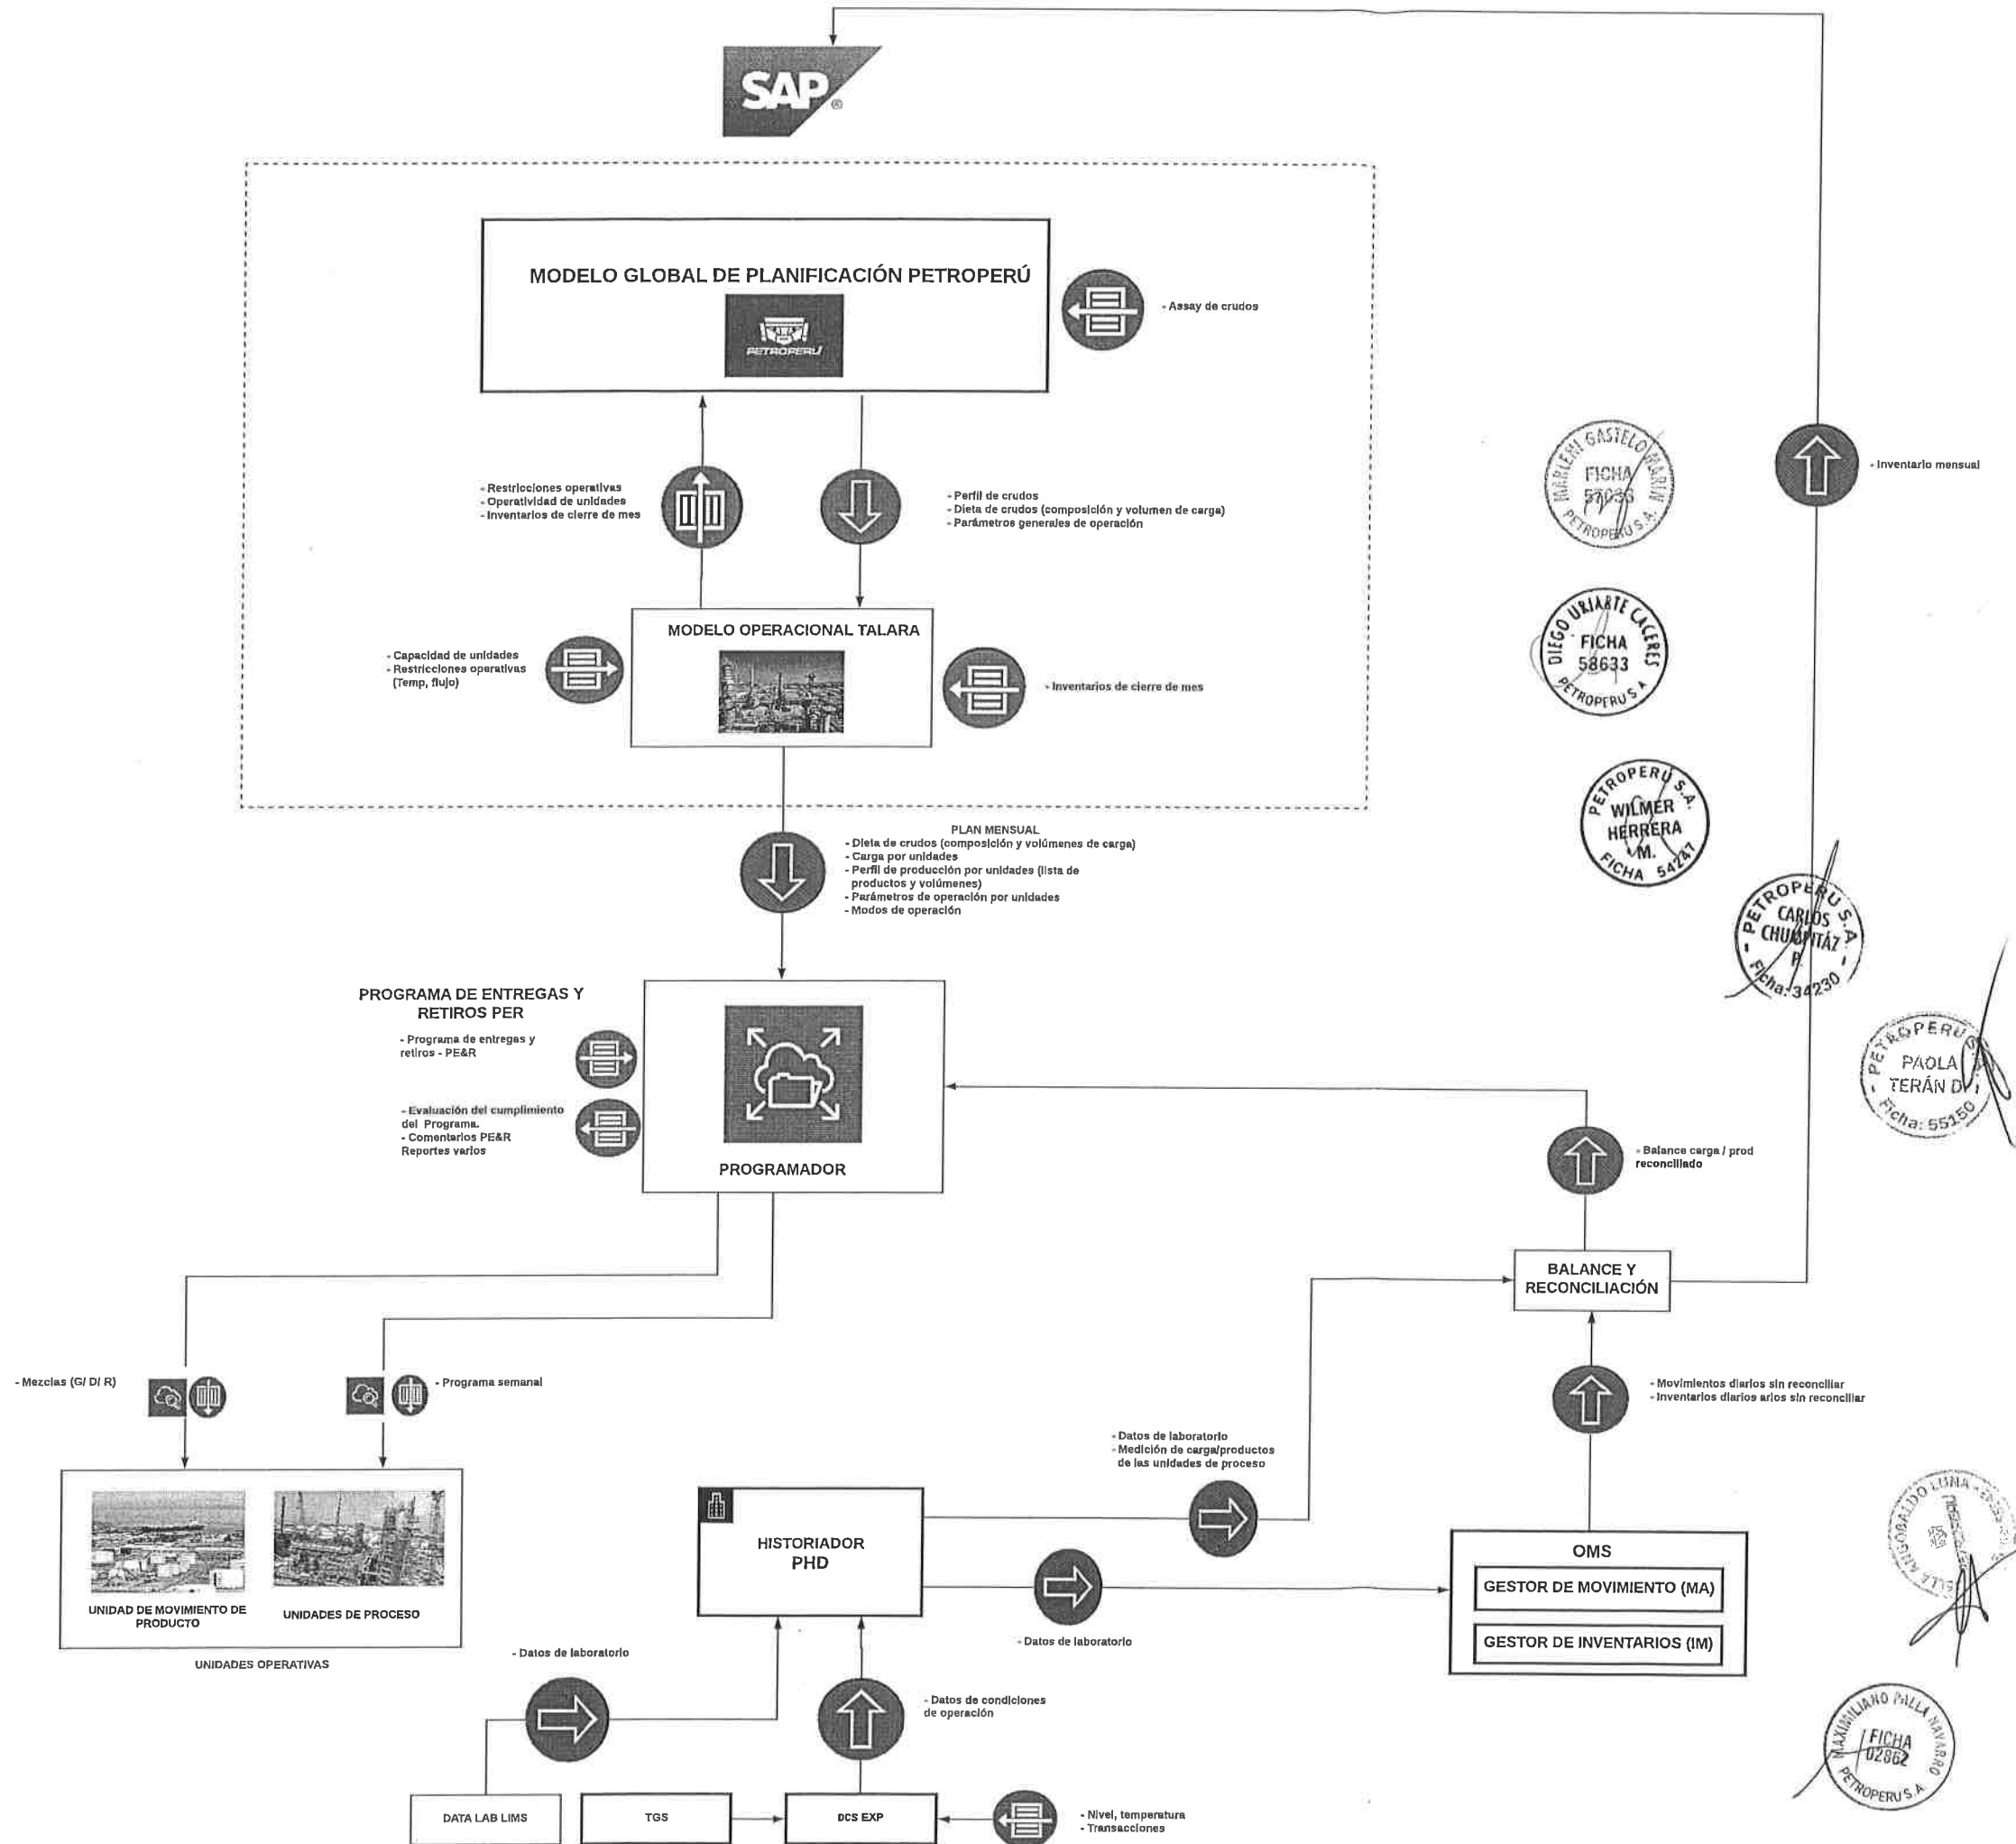 SAP®
MODELO GLOBAL DE PLANIFICACIÓN PETROPERÚ
PETROPERÚ
- Assay de crudos
- Restricciones operativas
- Operatividad de unidades
- Inventarios de cierre de mes
- Perfil de crudos
- Dieta de crudos (composición y volumen de carga)
- Parámetros generales de operación
- Inventario mensual
MARLENI GASTELO MARIN
FICHA
PETROPERU S.A.
MODELO OPERACIONAL TALARA
- Capacidad de unidades
- Restricciones operativas
(Temp, flujo)
- Inventarios de cierre de mes
DIEGO URIARTE CACERES
FICHA
58633
PETROPERU S A
PETROPERÚ S.A.
WILMER
HERRERA
M.
FICHA 54247
PLAN MENSUAL
- Dieta de crudos (composición y volúmenes de carga)
- Carga por unidades
- Perfil de producción por unidades (lista de
productos y volúmenes)
- Parámetros de operación por unidades
- Modos de operación
- PETROPERU S.A. -
CARLOS
CHUMPITÁZ
P.
Ficha: 34230
PROGRAMA DE ENTREGAS Y
RETIROS PER
- Programa de entregas y
retiros - PE&R
- Evaluación del cumplimiento
del Programa.
- Comentarios PE&R
Reportes varios
PROGRAMADOR
- PETROPERU
PAOLA
TERÁN D.
Ficha: 55150
- Balance carga / prod
reconciliado
BALANCE Y
RECONCILIACIÓN
- Mezclas (G/ D/ R)
- Programa semanal
- Movimientos diarios sin reconciliar
- Inventarios diarios arios sin reconciliar
- Datos de laboratorio
- Medición de carga/productos
de las unidades de proceso
UNIDAD DE MOVIMIENTO DE
PRODUCTO
UNIDADES DE PROCESO
UNIDADES OPERATIVAS
HISTORIADOR
PHD
OMS
GESTOR DE MOVIMIENTO (MA)
GESTOR DE INVENTARIOS (IM)
- Datos de laboratorio
- Datos de laboratorio
- Datos de condiciones
de operación
DATA LAB LIMS
TGS
DCS EXP
- Nivel, temperatura
- Transacciones
MAXIMILIANO PALLA NAVARRO
FICHA
02862
PETROPERU S.A.